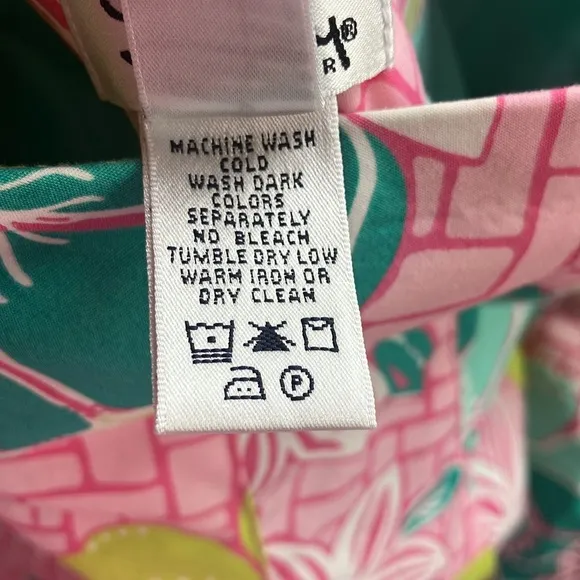 MACHINE WASH
COLD
WASH DARK
COLORS
SEPARATELY
NO BLEACH
TUMBLE DRY LOW
WARM IRON OR
DRY CLEAN
P